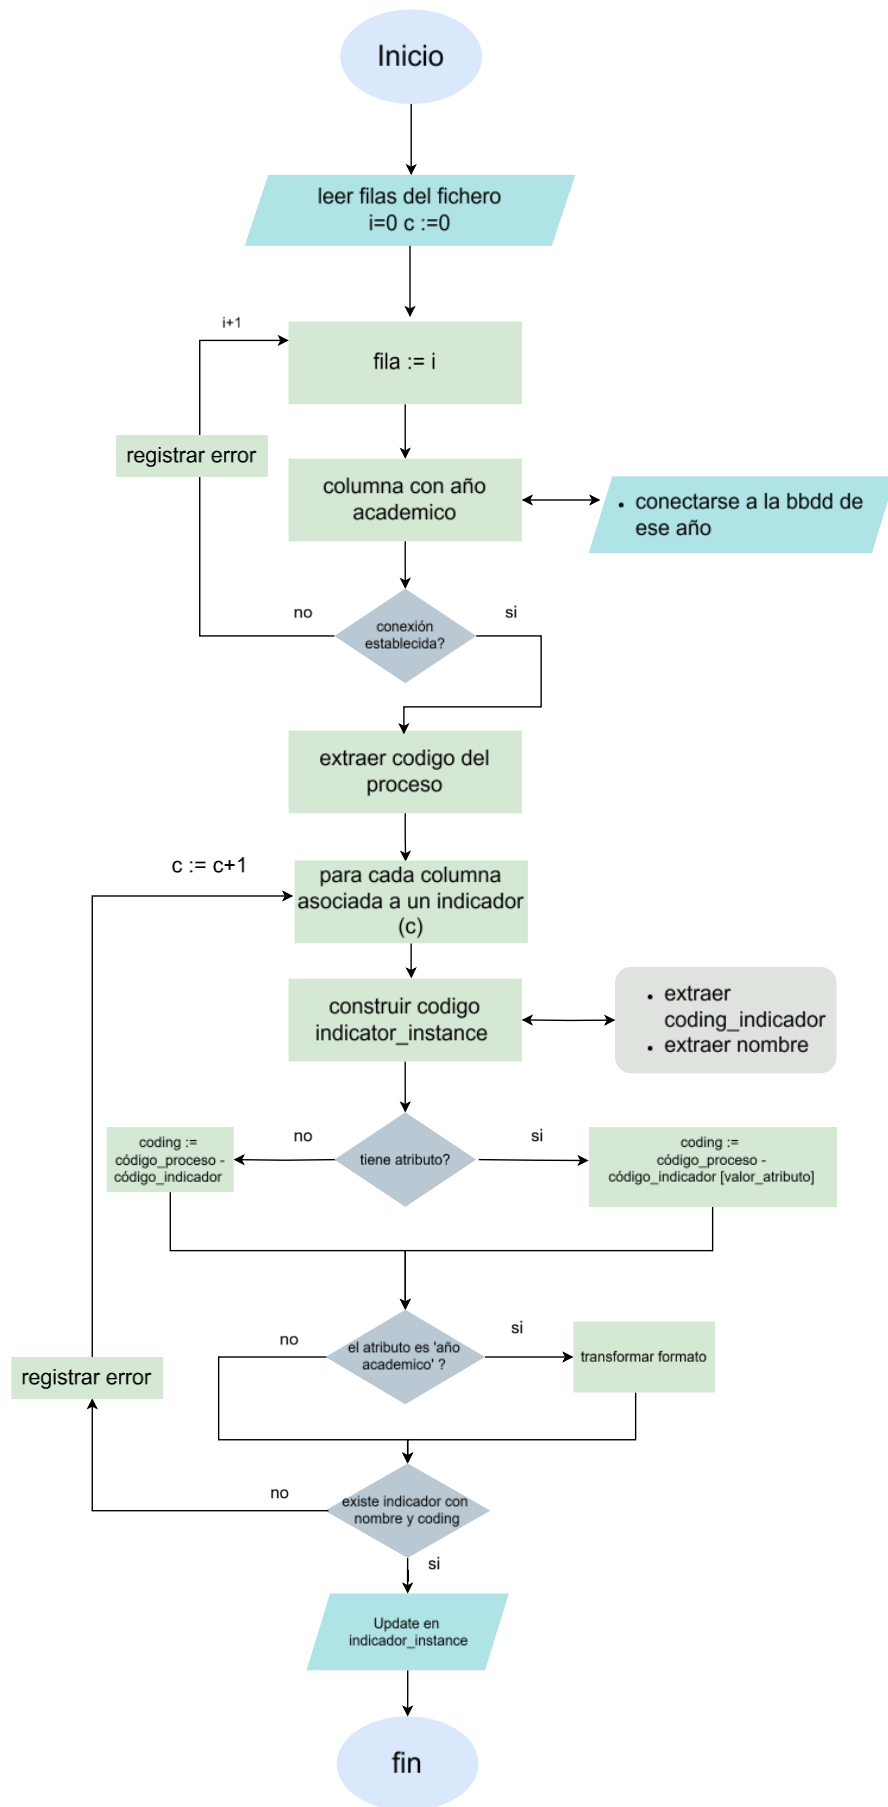 Inicio
leer filas del fichero
i=0 c :=0
i+1
fila := i
registrar error
columna con año
academico
• conectarse a la bbdd de
ese año
no
si
conexión
establecida?
extraer codigo del
proceso
c := c+1
para cada columna
asociada a un indicador
(c)
construir codigo
indicator_instance
• extraer
coding_indicador
• extraer nombre
no
si
tiene atributo?
coding :=
código_proceso -
código_indicador
coding :=
código_proceso -
código_indicador [valor_atributo]
no
si
el atributo es 'año
academico' ?
transformar formato
registrar error
no
existe indicador con
nombre y coding
si
Update en
indicador_instance
fin